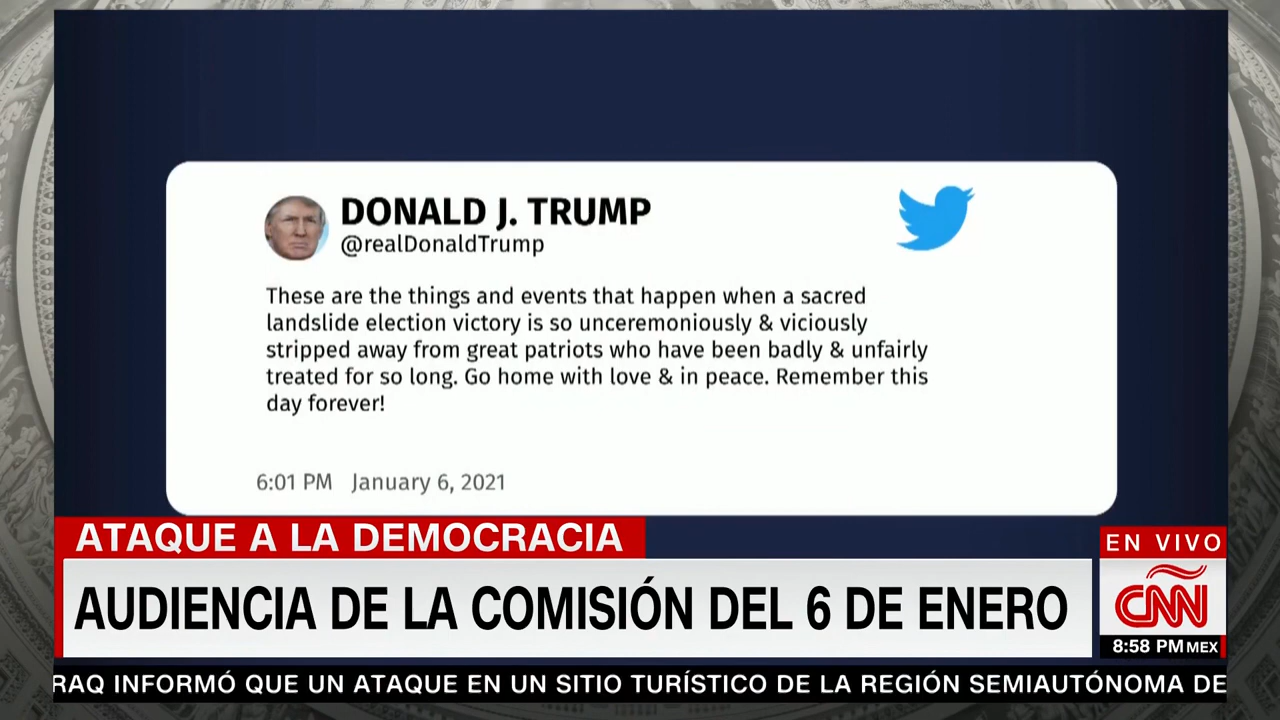 DONALD J. TRUMP
@realDonaldTrump
These are the things and events that happen when a sacred
landslide election victory is so unceremoniously & viciously
stripped away from great patriots who have been badly & unfairly
treated for so long. Go home with love & in peace. Remember this
day forever!
6:01 PM January 6, 2021
ATAQUE A LA DEMOCRACIA
EN VIVO
AUDIENCIA DE LA COMISIÓN DEL 6 DE ENERO
CNN
8:58 PM MEX
RAQ INFORMÓ QUE UN ATAQUE EN UN SITIO TURÍSTICO DE LA REGIÓN SEMIAUTÓNOMA DE